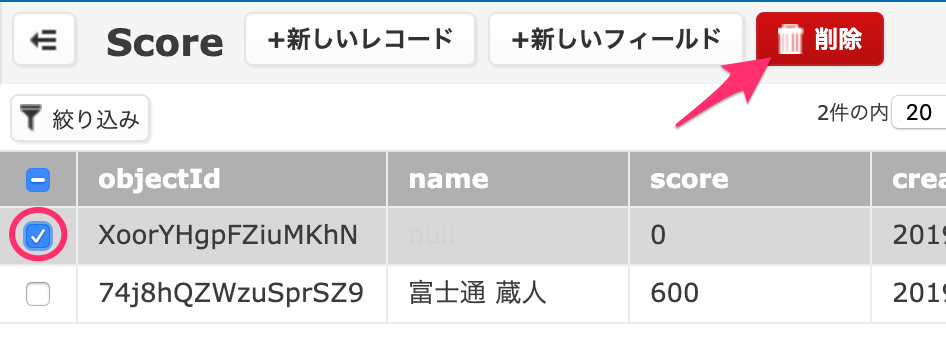 Score +新しいレコード +新しいフィールド 削除
絞り込み 2件の内 20
objectId name score crea
XoorYHgpFZiuMKhN null 0 2019
74j8hQZWzuSprSZ9 富士通 蔵人 600 2019